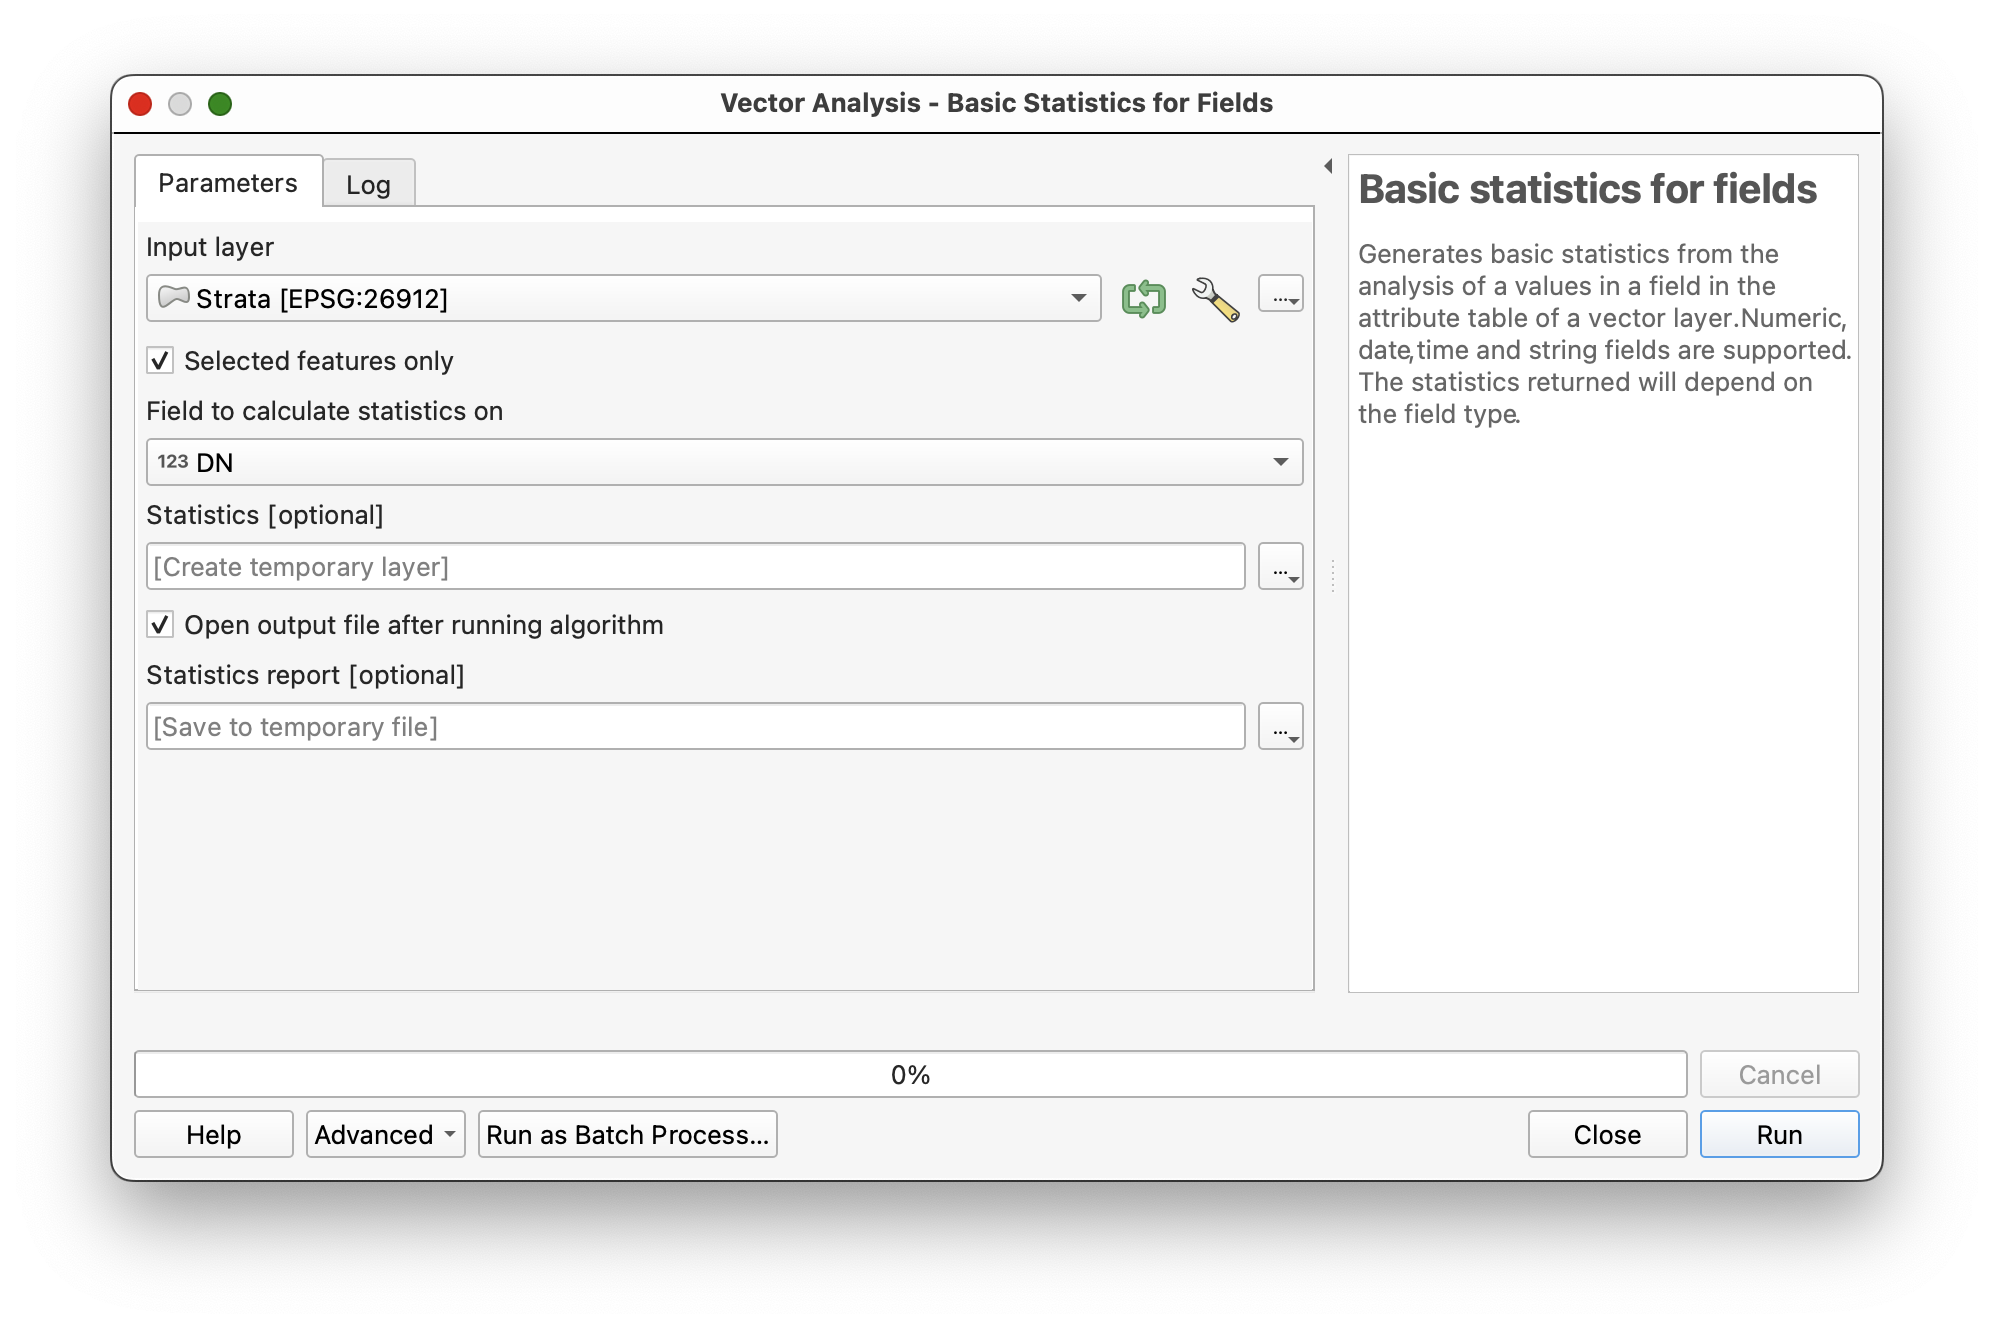 Vector Analysis - Basic Statistics for Fields
Parameters
Log
Input layer
Strata [EPSG:26912]
...
Selected features only
Field to calculate statistics on
123 DN
Statistics [optional]
[Create temporary layer]
...
Open output file after running algorithm
Statistics report [optional]
[Save to temporary file]
...
Basic statistics for fields
Generates basic statistics from the
analysis of a values in a field in the
attribute table of a vector layer.Numeric,
date,time and string fields are supported.
The statistics returned will depend on
the field type.
0%
Cancel
Help
Advanced
Run as Batch Process...
Close
Run